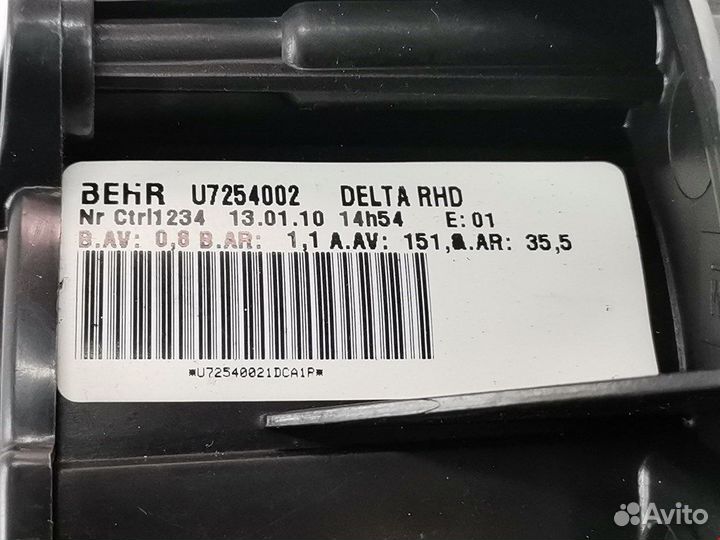 BEHR U7254002 DELTA RHD
Nr Ctrl1234 13.01.10 14h54 E: 01
B.AV: 0,8 B.AR: 1,1 A.AV: 151, A.AR: 35,5
*U72540021DCA1P*
Avito